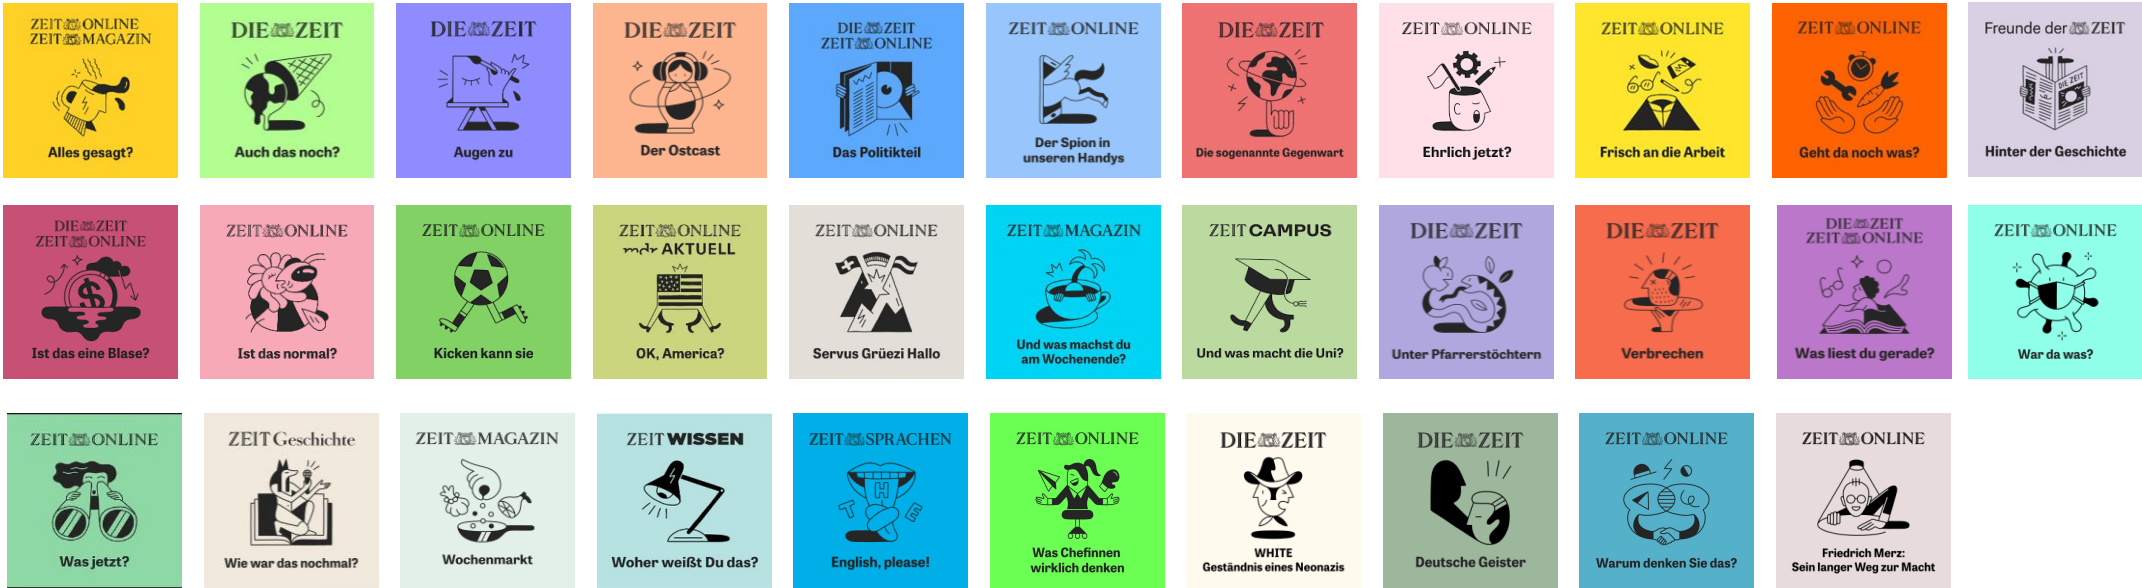 ZEIT ONLINE
ZEIT MAGAZIN
Alles gesagt?
DIE ZEIT
Auch das noch?
DIE ZEIT
Augen zu
DIE ZEIT
Der Ostcast
DIE ZEIT
ZEIT ONLINE
Das Politikteil
ZEIT ONLINE
Der Spion in
unseren Handys
DIE ZEIT
Die sogenannte Gegenwart
ZEIT ONLINE
Ehrlich jetzt?
ZEIT ONLINE
Frisch an die Arbeit
ZEIT ONLINE
Geht da noch was?
Freunde der ZEIT
DIE ZEIT
Hinter der Geschichte
DIE ZEIT
ZEIT ONLINE
$
Ist das eine Blase?
ZEIT ONLINE
Ist das normal?
ZEIT ONLINE
Kicken kann sie
ZEIT ONLINE
mdr AKTUELL
OK, America?
ZEIT ONLINE
Servus Grüezi Hallo
ZEIT MAGAZIN
Und was machst du
am Wochenende?
ZEIT CAMPUS
Und was macht die Uni?
DIE ZEIT
Unter Pfarrerstöchtern
DIE ZEIT
Verbrechen
DIE ZEIT
ZEIT ONLINE
Was liest du gerade?
ZEIT ONLINE
War da was?
ZEIT ONLINE
Was jetzt?
ZEIT Geschichte
Wie war das nochmal?
ZEIT MAGAZIN
Wochenmarkt
ZEIT WISSEN
Woher weißt Du das?
ZEIT SPRACHEN
THE
English, please!
ZEIT ONLINE
Was Chefinnen
wirklich denken
DIE ZEIT
WHITE
Geständnis eines Neonazis
DIE ZEIT
Deutsche Geister
ZEIT ONLINE
Warum denken Sie das?
ZEIT ONLINE
Friedrich Merz:
Sein langer Weg zur Macht